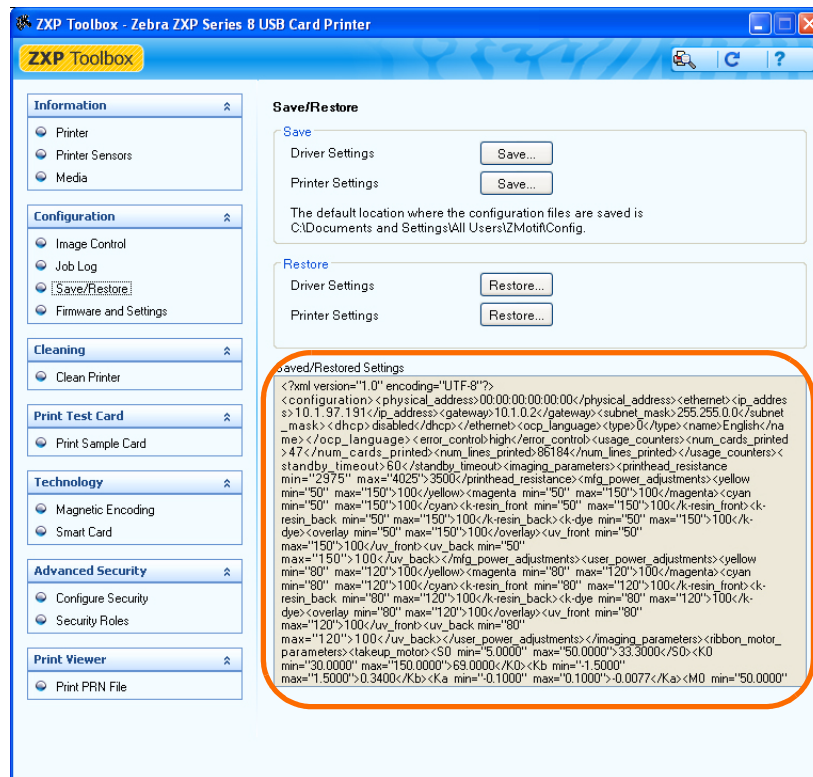 ZXP Toolbox - Zebra ZXP Series 8 USB Card Printer
ZXP Toolbox
Information
Printer
Printer Sensors
Media
Configuration
Image Control
Job Log
Save/Restore
Firmware and Settings
Cleaning
Clean Printer
Print Test Card
Print Sample Card
Technology
Magnetic Encoding
Smart Card
Advanced Security
Configure Security
Security Roles
Print Viewer
Print PRN File
Save/Restore
Save
Driver Settings
Save...
Printer Settings
Save...
The default location where the configuration files are saved is
C:\Documents and Settings\All Users\ZMotif\Config.
Restore
Driver Settings
Restore...
Printer Settings
Restore...
Saved/Restored Settings
<?xml version="1.0" encoding="UTF-8"?>
<configuration><physical_address>00:00:00:00:00:00</physical_address><ethernet><ip_addres
s>10.1.97.191</ip_address><gateway>10.1.0.2</gateway><subnet_mask>255.255.0.0</subnet
_mask><dhcp>disabled</dhcp></ethernet><ocp_language><type>0</type><name>English</na
me></ocp_language><error_control>high</error_control><usage_counters><num_cards_printed
>47</num_cards_printed><num_lines_printed>86184</num_lines_printed></usage_counters><
standby_timeout>60</standby_timeout><imaging_parameters><printhead_resistance
min="2975" max="4025">3500</printhead_resistance><mfg_power_adjustments><yellow
min="50" max="150">100</yellow><magenta min="50" max="150">100</magenta><cyan
min="50" max="150">100</cyan><k-resin_front min="50" max="150">100</k-resin_front><k-
resin_back min="50" max="150">100</k-resin_back><k-dye min="50" max="150">100</k-
dye><overlay min="50" max="150">100</overlay><uv_front min="50"
max="150">100</uv_front><uv_back min="50"
max="150">100</uv_back></mfg_power_adjustments><user_power_adjustments><yellow
min="80" max="120">100</yellow><magenta min="80" max="120">100</magenta><cyan
min="80" max="120">100</cyan><k-resin_front min="80" max="120">100</k-resin_front><k-
resin_back min="80" max="120">100</k-resin_back><k-dye min="80" max="120">100</k-
dye><overlay min="80" max="120">100</overlay><uv_front min="80"
max="120">100</uv_front><uv_back min="80"
max="120">100</uv_back></user_power_adjustments></imaging_parameters><ribbon_motor_
parameters><takeup_motor><S0 min="5.0000" max="50.0000">33.3000</S0><K0
min="30.0000" max="150.0000">69.0000</K0><Kb min="-1.5000"
max="1.5000">0.3400</Kb><Ka min="-0.1000" max="0.1000">-0.0077</Ka><M0 min="50.0000"